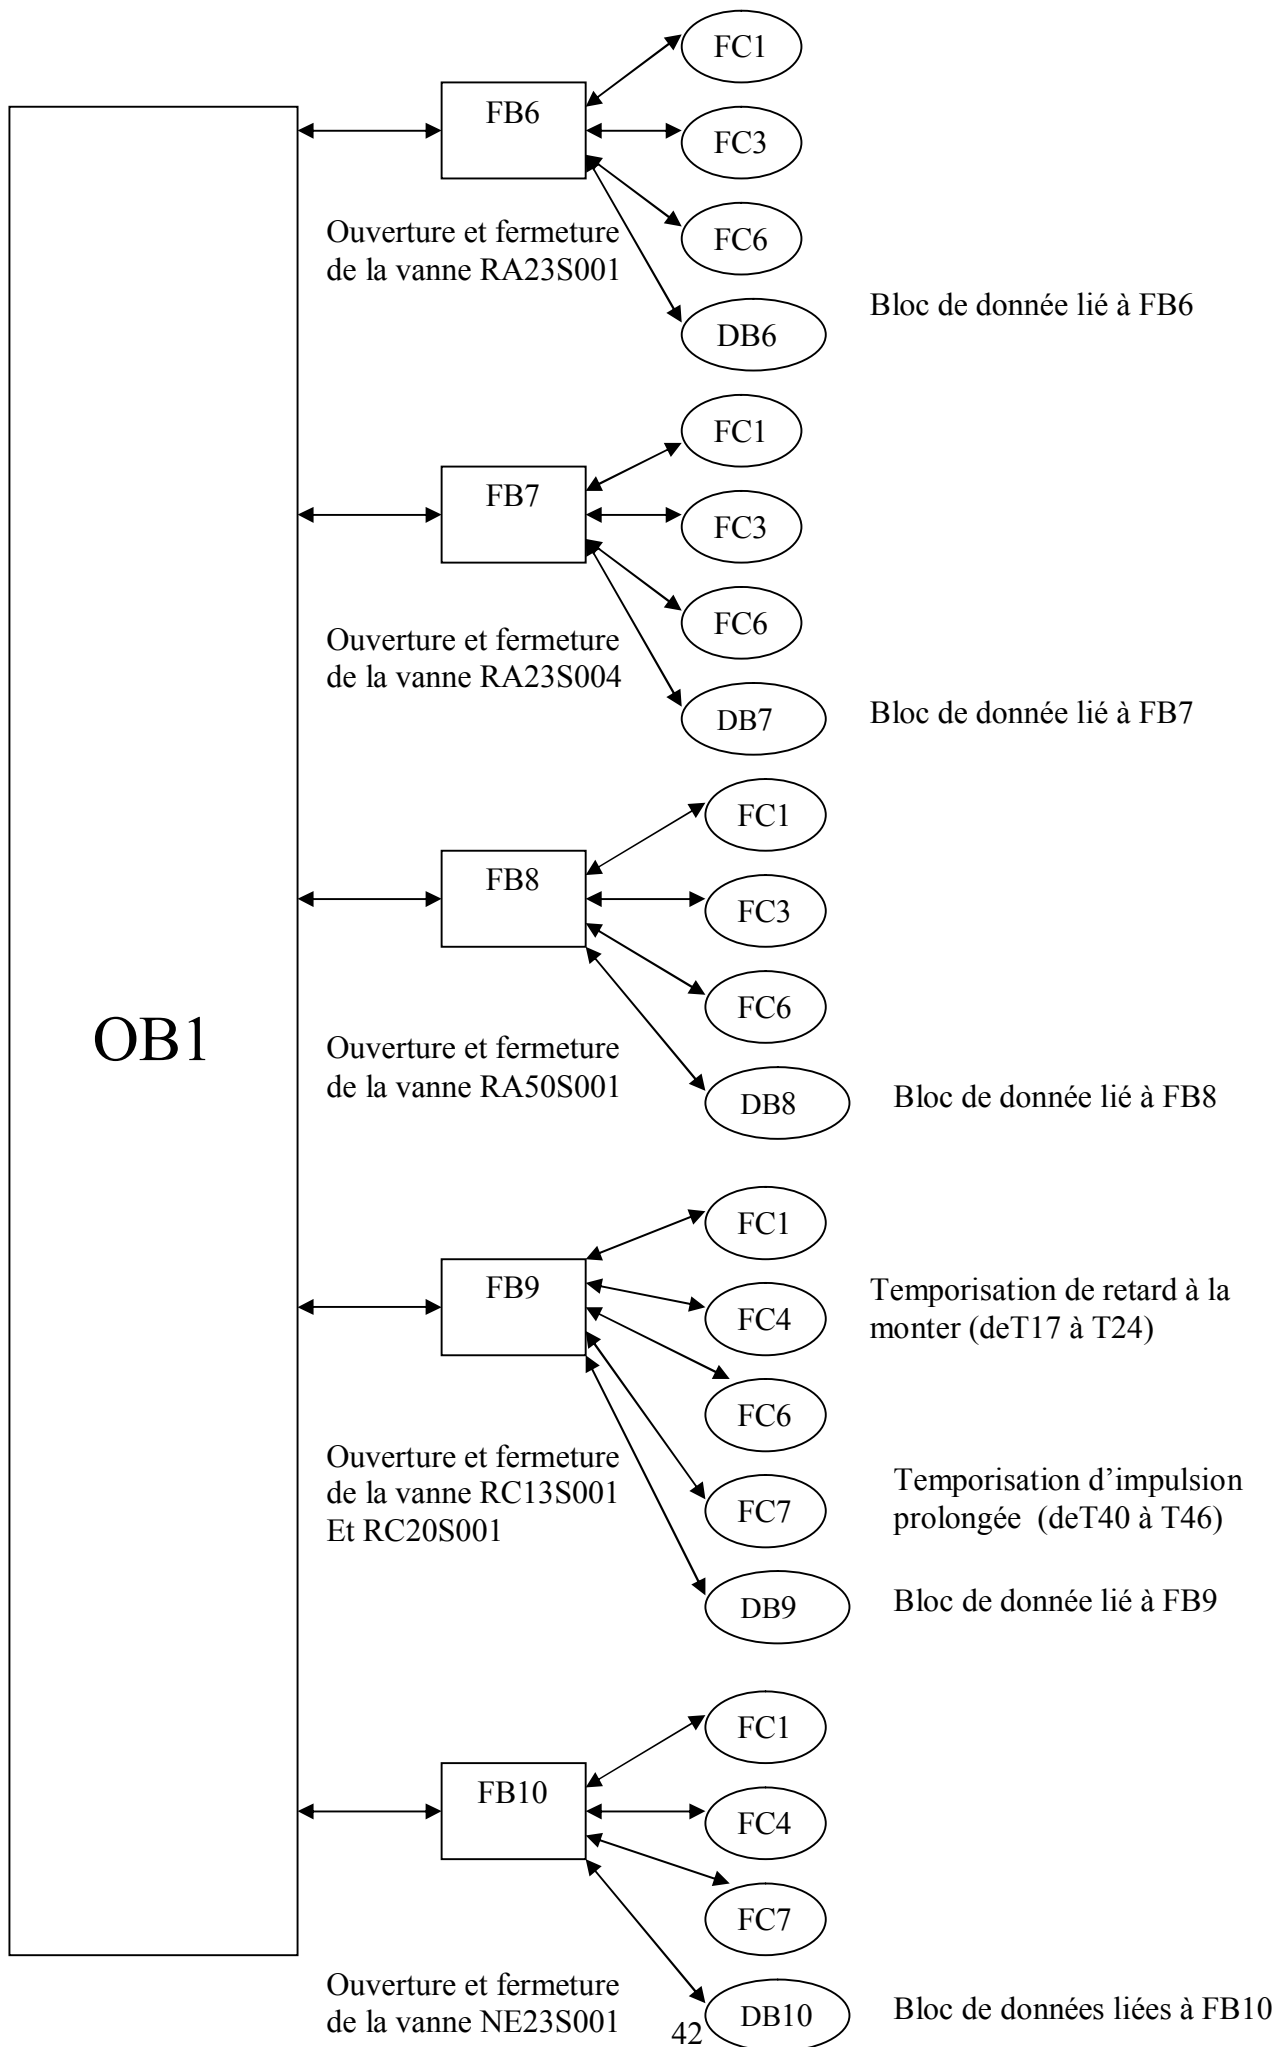 FC1
FB6
FC3
Ouverture et fermeture
de la vanne RA23S001
FC6
Bloc de donnée lié à FB6
DB6
FC1
FB7
FC3
FC6
Ouverture et fermeture
de la vanne RA23S004
DB7
Bloc de donnée lié à FB7
FC1
FB8
FC3
FC6
OB1
Ouverture et fermeture
de la vanne RA50S001
DB8
Bloc de donnée lié à FB8
FC1
FB9
FC4
Temporisation de retard à la
monter (deT17 à T24)
FC6
Ouverture et fermeture
de la vanne RC13S001
Et RC20S001
FC7
Temporisation d’impulsion
prolongée  (deT40 à T46)
DB9
Bloc de donnée lié à FB9
FC1
FB10
FC4
FC7
Ouverture et fermeture
de la vanne NE23S001
DB10
Bloc de données liées à FB10
42